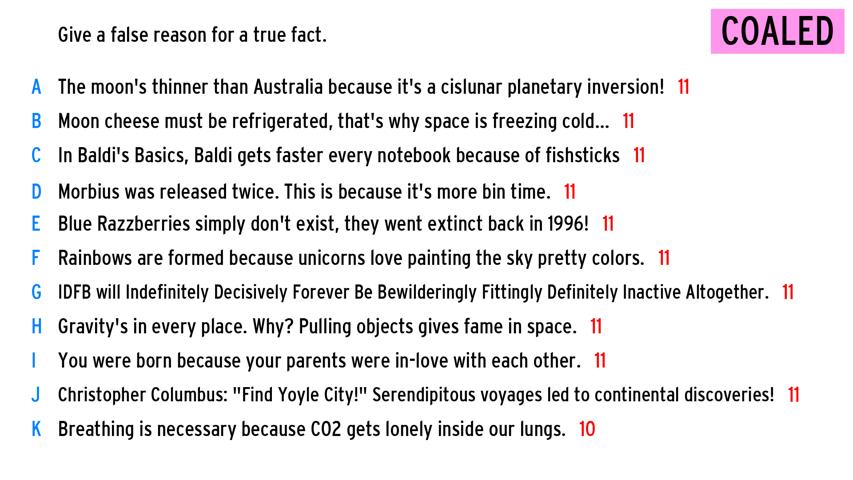 Give a false reason for a true fact.
COALED
A The moon's thinner than Australia because it's a cislunar planetary inversion! 11
B Moon cheese must be refrigerated, that's why space is freezing cold... 11
C In Baldi's Basics, Baldi gets faster every notebook because of fishsticks 11
D Morbius was released twice. This is because it's more bin time. 11
E Blue Razzberries simply don't exist, they went extinct back in 1996! 11
F Rainbows are formed because unicorns love painting the sky pretty colors. 11
G IDFB will Indefinitely Decisively Forever Be Bewilderingly Fittingly Definitely Inactive Altogether. 11
H Gravity's in every place. Why? Pulling objects gives fame in space. 11
I You were born because your parents were in-love with each other. 11
J Christopher Columbus: "Find Yoyle City!" Serendipitous voyages led to continental discoveries! 11
K Breathing is necessary because CO2 gets lonely inside our lungs. 10